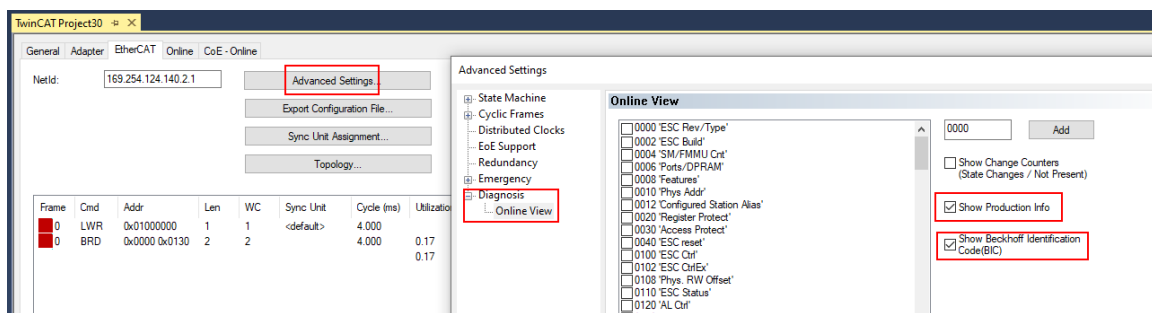 TwinCAT Project30
General Adapter EtherCAT Online CoE - Online
NetId: 169.254.124.140.2.1
Advanced Settings...
Export Configuration File...
Sync Unit Assignment...
Topology...
Frame Cmd Addr Len WC Sync Unit Cycle (ms) Utilizatio
0 LWR 0x01000000 1 1 <default> 4.000
0 BRD 0x0000 0x0130 2 2 4.000 0.17
0.17
Advanced Settings
State Machine
Cyclic Frames
Distributed Clocks
EoE Support
Redundancy
Emergency
Diagnosis
Online View
Online View
0000 'ESC Rev/Type'
0002 'ESC Build'
0004 'SM/FMMU Cnt'
0006 'Ports/DPRAM'
0008 'Features'
0010 'Phys Addr'
0012 'Configured Station Alias'
0020 'Register Protect'
0030 'Access Protect'
0040 'ESC reset'
0100 'ESC Ctrl'
0102 'ESC CtrlEx'
0108 'Phys. RW Offset'
0110 'ESC Status'
0120 'AL Ctrl'
0000 Add
Show Change Counters
(State Changes / Not Present)
Show Production Info
Show Beckhoff Identification
Code(BIC)